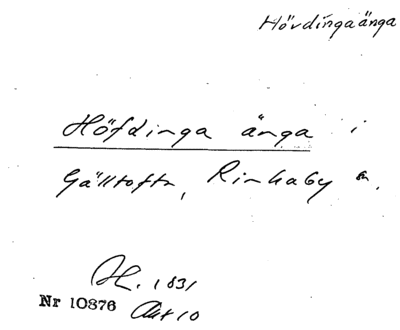 Hövdingaänga
Höfdinga änga i
Gälltofta, Rinkaby sn.
1831
Nr 10876 Akt 10